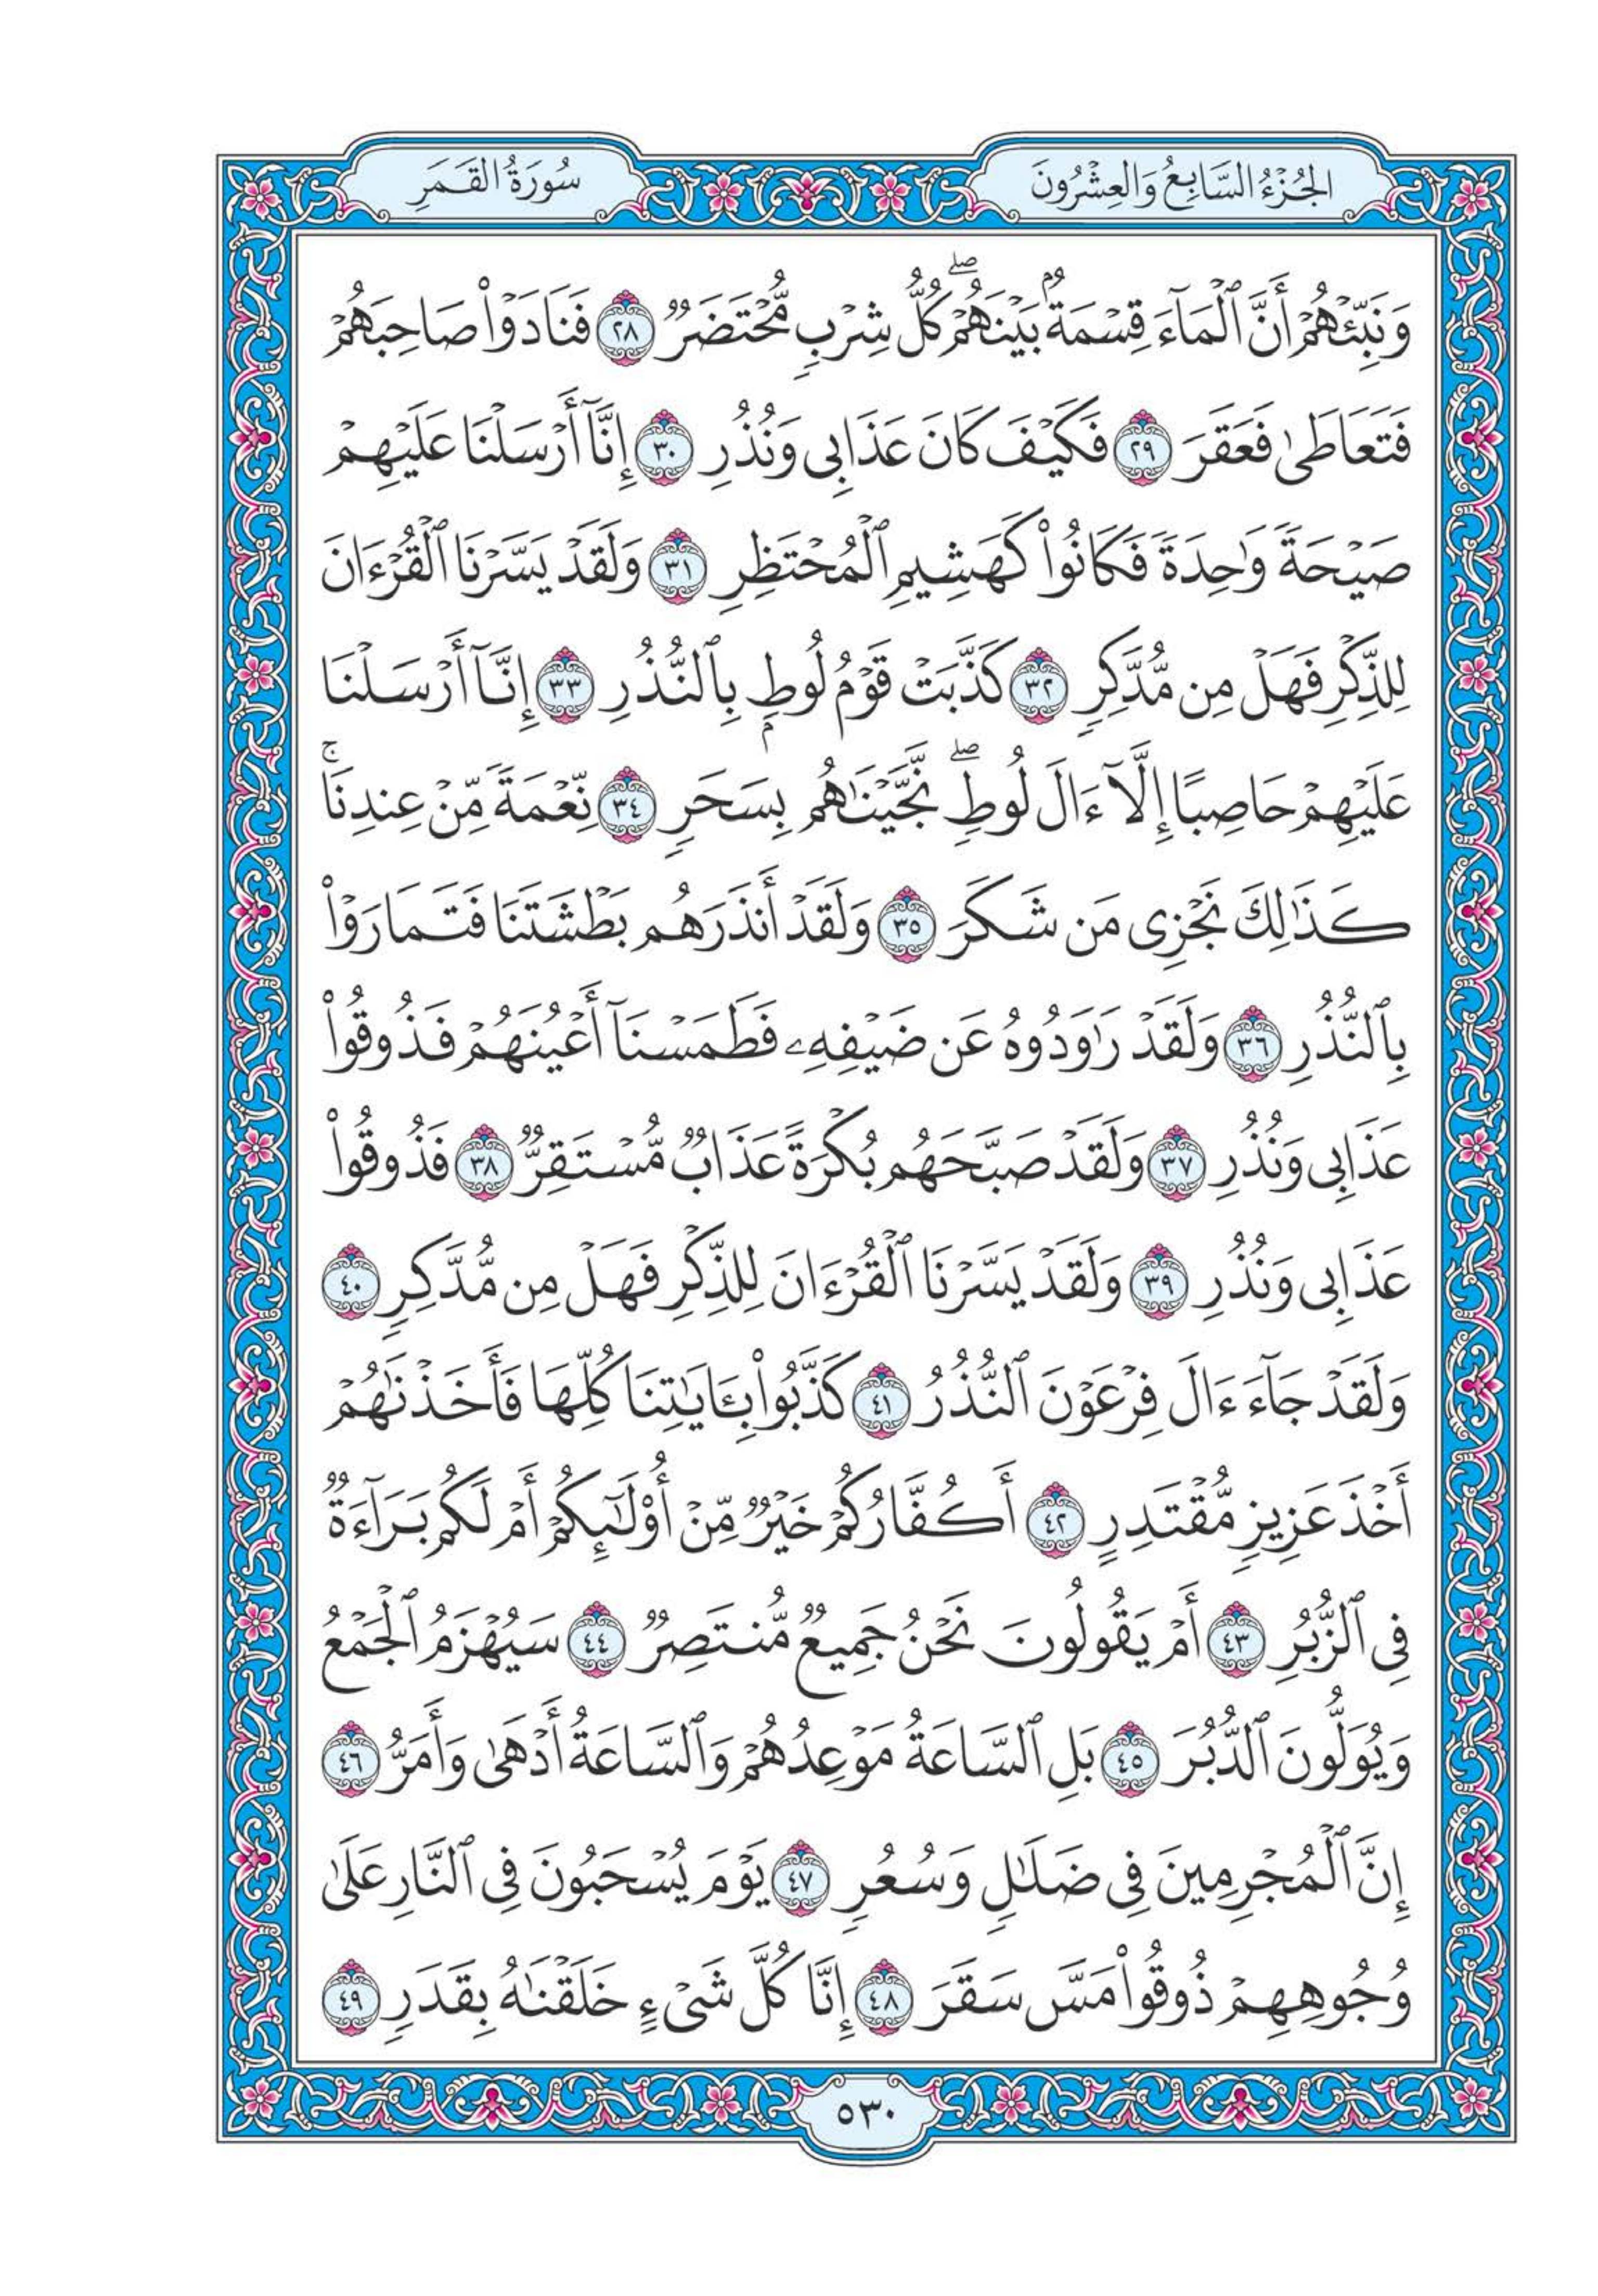 الجُزْءُ السَّابِعُ وَالعِشْرُونَ
سُورَةُ القَمَرِ
وَنَبِّئْهُمْ أَنَّ ٱلْمَآءَ قِسْمَةٌۢ بَيْنَهُمْۖ كُلُّ شِرْبٍ مُّحْتَضَرٌ ٢٨ فَنَادَوْاْ صَاحِبَهُمْ
فَتَعَاطَىٰ فَعَقَرَ ٢٩ فَكَيْفَ كَانَ عَذَابِى وَنُذُرِ ٣٠ إِنَّآ أَرْسَلْنَا عَلَيْهِمْ
صَيْحَةً وَٰحِدَةً فَكَانُواْ كَهَشِيمِ ٱلْمُحْتَظِرِ ٣١ وَلَقَدْ يَسَّرْنَا ٱلْقُرْءَانَ
لِلذِّكْرِ فَهَلْ مِن مُّدَّكِرٍ ٣٢ كَذَّبَتْ قَوْمُ لُوطٍۭ بِٱلنُّذُرِ ٣٣ إِنَّآ أَرْسَلْنَا
عَلَيْهِمْ حَاصِبًا إِلَّآ ءَالَ لُوطٍۖ نَّجَّيْنَٰهُم بِسَحَرٍ ٣٤ نِّعْمَةً مِّنْ عِندِنَاۚ
كَذَٰلِكَ نَجْزِى مَن شَكَرَ ٣٥ وَلَقَدْ أَنذَرَهُم بَطْشَتَنَا فَتَمَارَوْاْ
بِٱلنُّذُرِ ٣٦ وَلَقَدْ رَٰوَدُوهُ عَن ضَيْفِهِۦ فَطَمَسْنَآ أَعْيُنَهُمْ فَذُوقُواْ
عَذَابِى وَنُذُرِ ٣٧ وَلَقَدْ صَبَّحَهُم بُكْرَةً عَذَابٌ مُّسْتَقِرٌّ ٣٨ فَذُوقُواْ
عَذَابِى وَنُذُرِ ٣٩ وَلَقَدْ يَسَّرْنَا ٱلْقُرْءَانَ لِلذِّكْرِ فَهَلْ مِن مُّدَّكِرٍ ٤٠
وَلَقَدْ جَآءَ ءَالَ فِرْعَوْنَ ٱلنُّذُرُ ٤١ كَذَّبُواْ بِـَٔايَٰتِنَا كُلِّهَا فَأَخَذْنَٰهُمْ
أَخْذَ عَزِيزٍ مُّقْتَدِرٍ ٤٢ أَكُفَّارُكُمْ خَيْرٌ مِّنْ أُوْلَٰٓئِكُمْ أَمْ لَكُم بَرَآءَةٌ
فِى ٱلزُّبُرِ ٤٣ أَمْ يَقُولُونَ نَحْنُ جَمِيعٌ مُّنتَصِرٌ ٤٤ سَيُهْزَمُ ٱلْجَمْعُ
وَيُوَلُّونَ ٱلدُّبُرَ ٤٥ بَلِ ٱلسَّاعَةُ مَوْعِدُهُمْ وَٱلسَّاعَةُ أَدْهَىٰ وَأَمَرُّ ٤٦
إِنَّ ٱلْمُجْرِمِينَ فِى ضَلَٰلٍ وَسُعُرٍ ٤٧ يَوْمَ يُسْحَبُونَ فِى ٱلنَّارِ عَلَىٰ
وُجُوهِهِمْ ذُوقُواْ مَسَّ سَقَرَ ٤٨ إِنَّا كُلَّ شَىْءٍ خَلَقْنَٰهُ بِقَدَرٍ ٤٩
٥٣٠